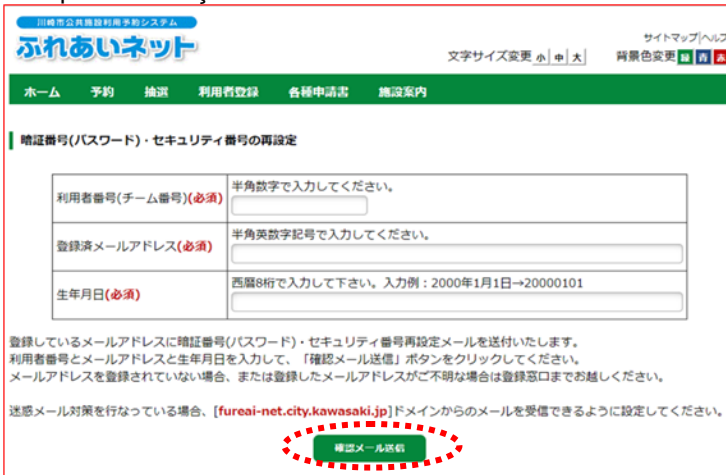 川崎市公共施設利用予約システム
ふれあいネット
サイトマップ|ヘルプ
文字サイズ変更 小 中 大 背景色変更 緑 青 赤
ホーム 予約 抽選 利用者登録 各種申請書 施設案内
暗証番号(パスワード)・セキュリティ番号の再設定
利用者番号(チーム番号)(必須) 半角数字で入力してください。
登録済メールアドレス(必須) 半角英数字記号で入力してください。
生年月日(必須) 西暦8桁で入力して下さい。入力例：2000年1月1日→20000101
登録しているメールアドレスに暗証番号(パスワード)・セキュリティ番号再設定メールを送付いたします。
利用者番号とメールアドレスと生年月日を入力して、「確認メール送信」ボタンをクリックしてください。
メールアドレスを登録されていない場合、または登録したメールアドレスがご不明な場合は登録窓口までお越しください。
迷惑メール対策を行なっている場合、[fureai-net.city.kawasaki.jp]ドメインからのメールを受信できるように設定してください。
確認メール送信